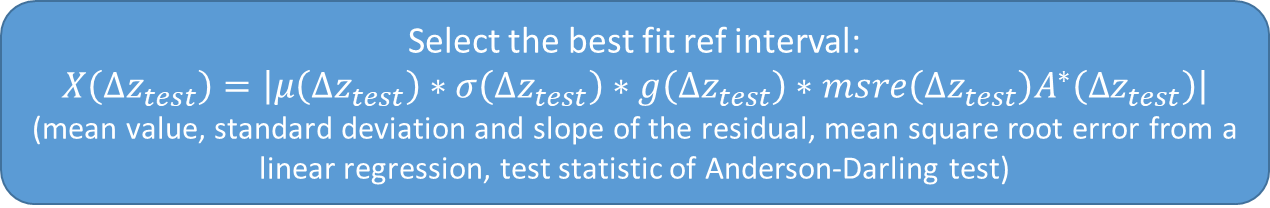 Select the best fit ref interval:
X(Δz_test) = |μ(Δz_test) * σ(Δz_test) * g(Δz_test) * msre(Δz_test)A*(Δz_test)|
(mean value, standard deviation and slope of the residual, mean square root error from a
linear regression, test statistic of Anderson-Darling test)